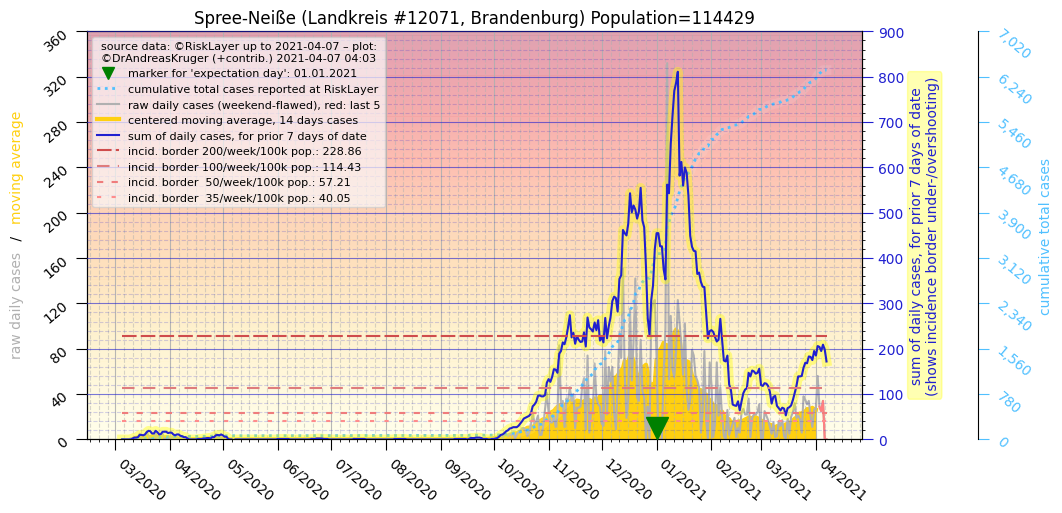 Spree-Neiße (Landkreis #12071, Brandenburg) Population=114429
source data: ©RiskLayer up to 2021-04-07 – plot:
©DrAndreasKruger (+contrib.) 2021-04-07 04:03
marker for 'expectation day': 01.01.2021
cumulative total cases reported at RiskLayer
raw daily cases (weekend-flawed), red: last 5
centered moving average, 14 days cases
sum of daily cases, for prior 7 days of date
incid. border 200/week/100k pop.: 228.86
incid. border 100/week/100k pop.: 114.43
incid. border  50/week/100k pop.: 57.21
incid. border  35/week/100k pop.: 40.05
raw daily cases  /  moving average
360
320
280
240
200
160
120
80
40
0
03/2020
04/2020
05/2020
06/2020
07/2020
08/2020
09/2020
10/2020
11/2020
12/2020
01/2021
02/2021
03/2021
04/2021
900
800
700
600
500
400
300
200
100
0
sum of daily cases, for prior 7 days of date
(shows incidence border under-/overshooting)
7,020
6,240
5,460
4,680
3,900
3,120
2,340
1,560
780
0
cumulative total cases